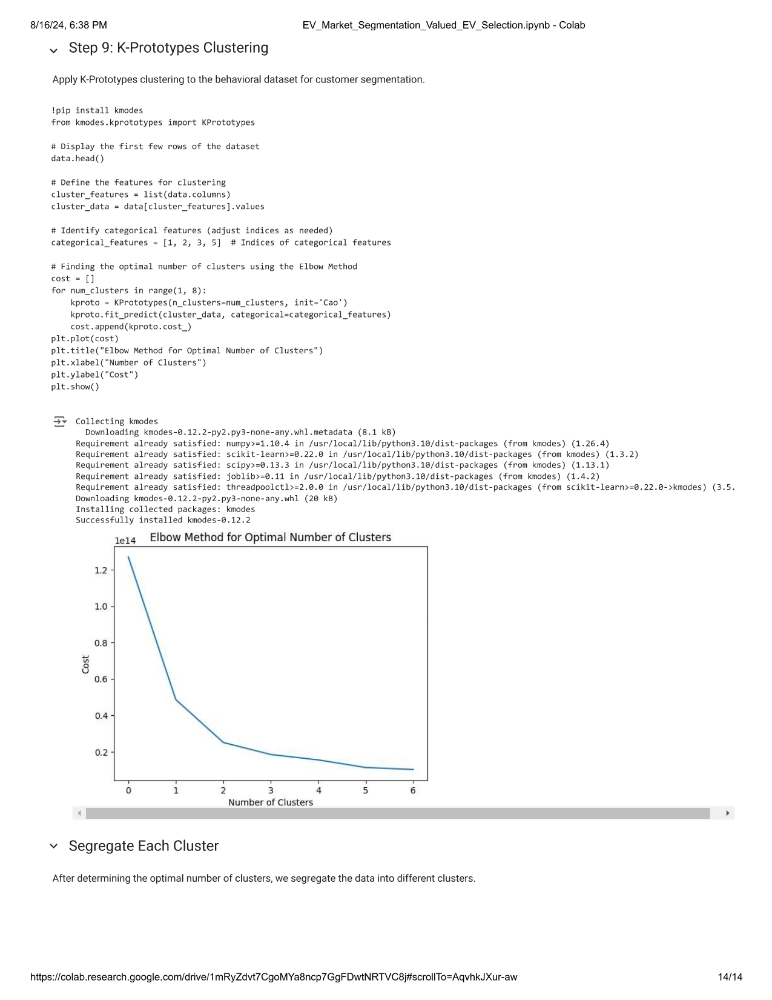 8/16/24, 6:38 PM
EV_Market_Segmentation_Valued_EV_Selection.ipynb - Colab
Step 9: K-Prototypes Clustering
Apply K-Prototypes clustering to the behavioral dataset for customer segmentation.
!pip install kmodes
from kmodes.kprototypes import KPrototypes
# Display the first few rows of the dataset
data.head()
# Define the features for clustering
cluster_features = list(data.columns)
cluster_data = data[cluster_features].values
# Identify categorical features (adjust indices as needed)
categorical_features = [1, 2, 3, 5]  # Indices of categorical features
# Finding the optimal number of clusters using the Elbow Method
cost = []
for num_clusters in range(1, 8):
    kproto = KPrototypes(n_clusters=num_clusters, init='Cao')
    kproto.fit_predict(cluster_data, categorical=categorical_features)
    cost.append(kproto.cost_)
plt.plot(cost)
plt.title("Elbow Method for Optimal Number of Clusters")
plt.xlabel("Number of Clusters")
plt.ylabel("Cost")
plt.show()
Collecting kmodes
  Downloading kmodes-0.12.2-py2.py3-none-any.whl.metadata (8.1 kB)
Requirement already satisfied: numpy>=1.10.4 in /usr/local/lib/python3.10/dist-packages (from kmodes) (1.26.4)
Requirement already satisfied: scikit-learn>=0.22.0 in /usr/local/lib/python3.10/dist-packages (from kmodes) (1.3.2)
Requirement already satisfied: scipy>=0.13.3 in /usr/local/lib/python3.10/dist-packages (from kmodes) (1.13.1)
Requirement already satisfied: joblib>=0.11 in /usr/local/lib/python3.10/dist-packages (from kmodes) (1.4.2)
Requirement already satisfied: threadpoolctl>=2.0.0 in /usr/local/lib/python3.10/dist-packages (from scikit-learn>=0.22.0->kmodes) (3.5.
Downloading kmodes-0.12.2-py2.py3-none-any.whl (20 kB)
Installing collected packages: kmodes
Successfully installed kmodes-0.12.2
1e14
Elbow Method for Optimal Number of Clusters
1.2
1.0
0.8
0.6
0.4
0.2
Cost
0 1 2 3 4 5 6
Number of Clusters
Segregate Each Cluster
After determining the optimal number of clusters, we segregate the data into different clusters.
https://colab.research.google.com/drive/1mRyZdvt7CgoMYa8ncp7GgFDwtNRTVC8j#scrollTo=AqvhkJXur-aw
14/14